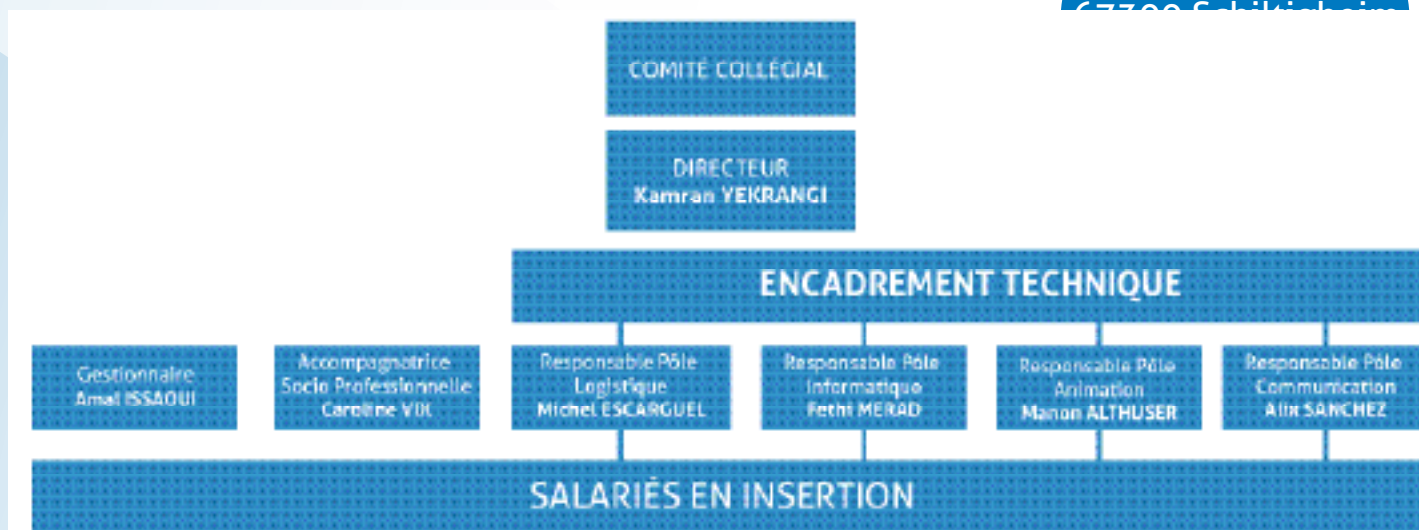 67300 Schiltigheim
COMITÉ COLLÉGIAL
DIRECTEUR
Kamran YEKRANGI
ENCADREMENT TECHNIQUE
Gestionnaire
Amal ISSAOUI
Accompagnatrice
Socio Professionnelle
Caroline VIX
Responsable Pôle
Logistique
Michel ESCARGUEL
Responsable Pôle
Informatique
Fethi MERAD
Responsable Pôle
Animation
Manon ALTHUSER
Responsable Pôle
Communication
Alix SANCHEZ
SALARIÉS EN INSERTION